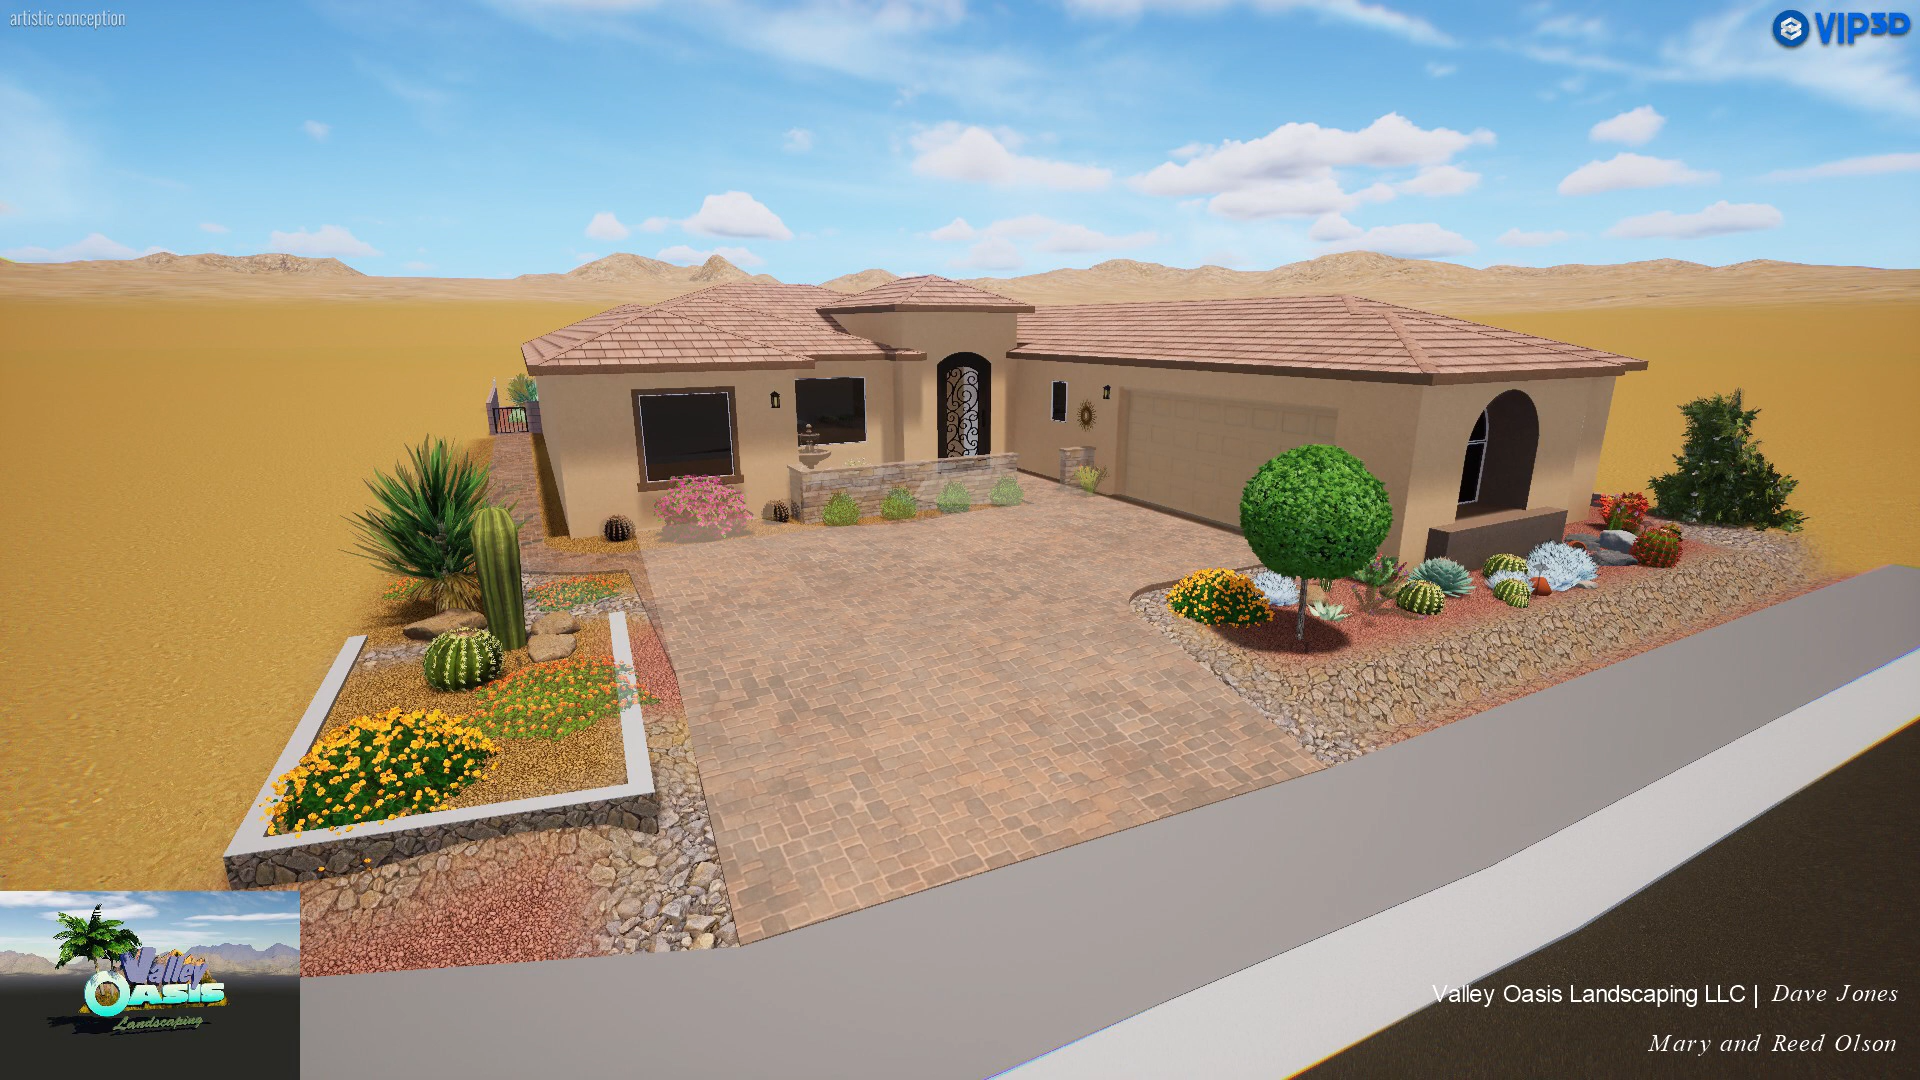 artistic conception
VIP3D
Valley
OASIS
Landscaping
Valley Oasis Landscaping LLC | Dave Jones
Mary and Reed Olson